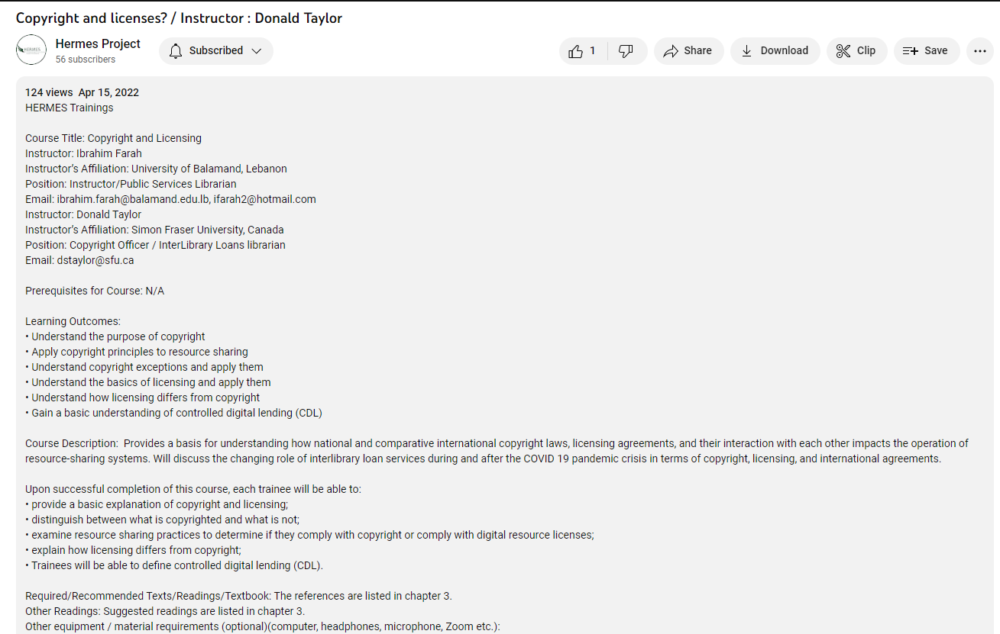 Copyright and licenses? / Instructor : Donald Taylor
HERMES
Hermes Project
56 subscribers
Subscribed
1
Share
Download
Clip
Save
124 views  Apr 15, 2022
HERMES Trainings
Course Title: Copyright and Licensing
Instructor: Ibrahim Farah
Instructor's Affiliation: University of Balamand, Lebanon
Position: Instructor/Public Services Librarian
Email: ibrahim.farah@balamand.edu.lb, ifarah2@hotmail.com
Instructor: Donald Taylor
Instructor's Affiliation: Simon Fraser University, Canada
Position: Copyright Officer / InterLibrary Loans librarian
Email: dstaylor@sfu.ca
Prerequisites for Course: N/A
Learning Outcomes:
• Understand the purpose of copyright
• Apply copyright principles to resource sharing
• Understand copyright exceptions and apply them
• Understand the basics of licensing and apply them
• Understand how licensing differs from copyright
• Gain a basic understanding of controlled digital lending (CDL)
Course Description:  Provides a basis for understanding how national and comparative international copyright laws, licensing agreements, and their interaction with each other impacts the operation of
resource-sharing systems. Will discuss the changing role of interlibrary loan services during and after the COVID 19 pandemic crisis in terms of copyright, licensing, and international agreements.
Upon successful completion of this course, each trainee will be able to:
• provide a basic explanation of copyright and licensing;
• distinguish between what is copyrighted and what is not;
• examine resource sharing practices to determine if they comply with copyright or comply with digital resource licenses;
• explain how licensing differs from copyright;
• Trainees will be able to define controlled digital lending (CDL).
Required/Recommended Texts/Readings/Textbook: The references are listed in chapter 3.
Other Readings: Suggested readings are listed in chapter 3.
Other equipment / material requirements (optional)(computer, headphones, microphone, Zoom etc.):